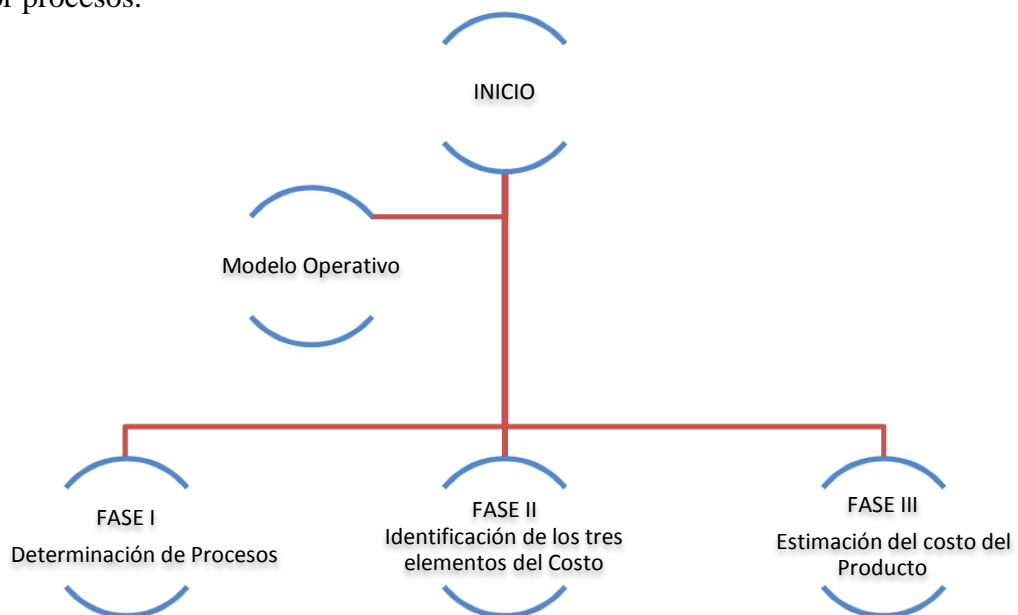 or procesos.
INICIO
Modelo Operativo
FASE I
Determinación de Procesos
FASE II
Identificación de los tres
elementos del Costo
FASE III
Estimación del costo del
Producto